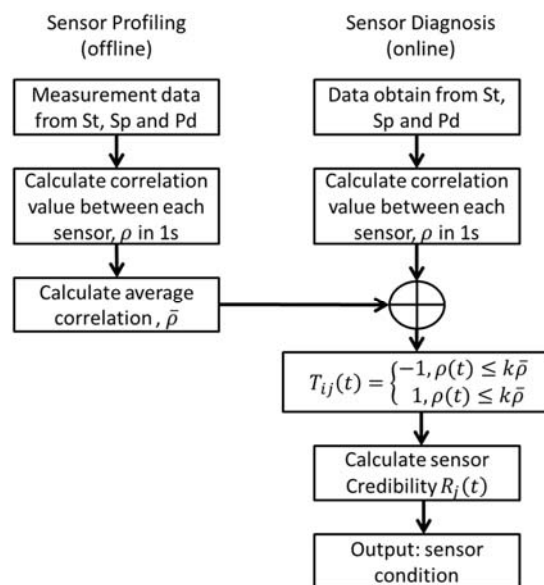 Sensor Profiling
(offline)
Measurement data
from St, Sp and Pd
Calculate correlation
value between each
sensor, ρ in 1s
Calculate average
correlation , ρ̄
Sensor Diagnosis
(online)
Data obtain from St,
Sp and Pd
Calculate correlation
value between each
sensor, ρ in 1s
T_{ij}(t) = { −1, ρ(t) ≤ kρ̄
1, ρ(t) ≤ kρ̄
Calculate sensor
Credibility R_j(t)
Output: sensor
condition